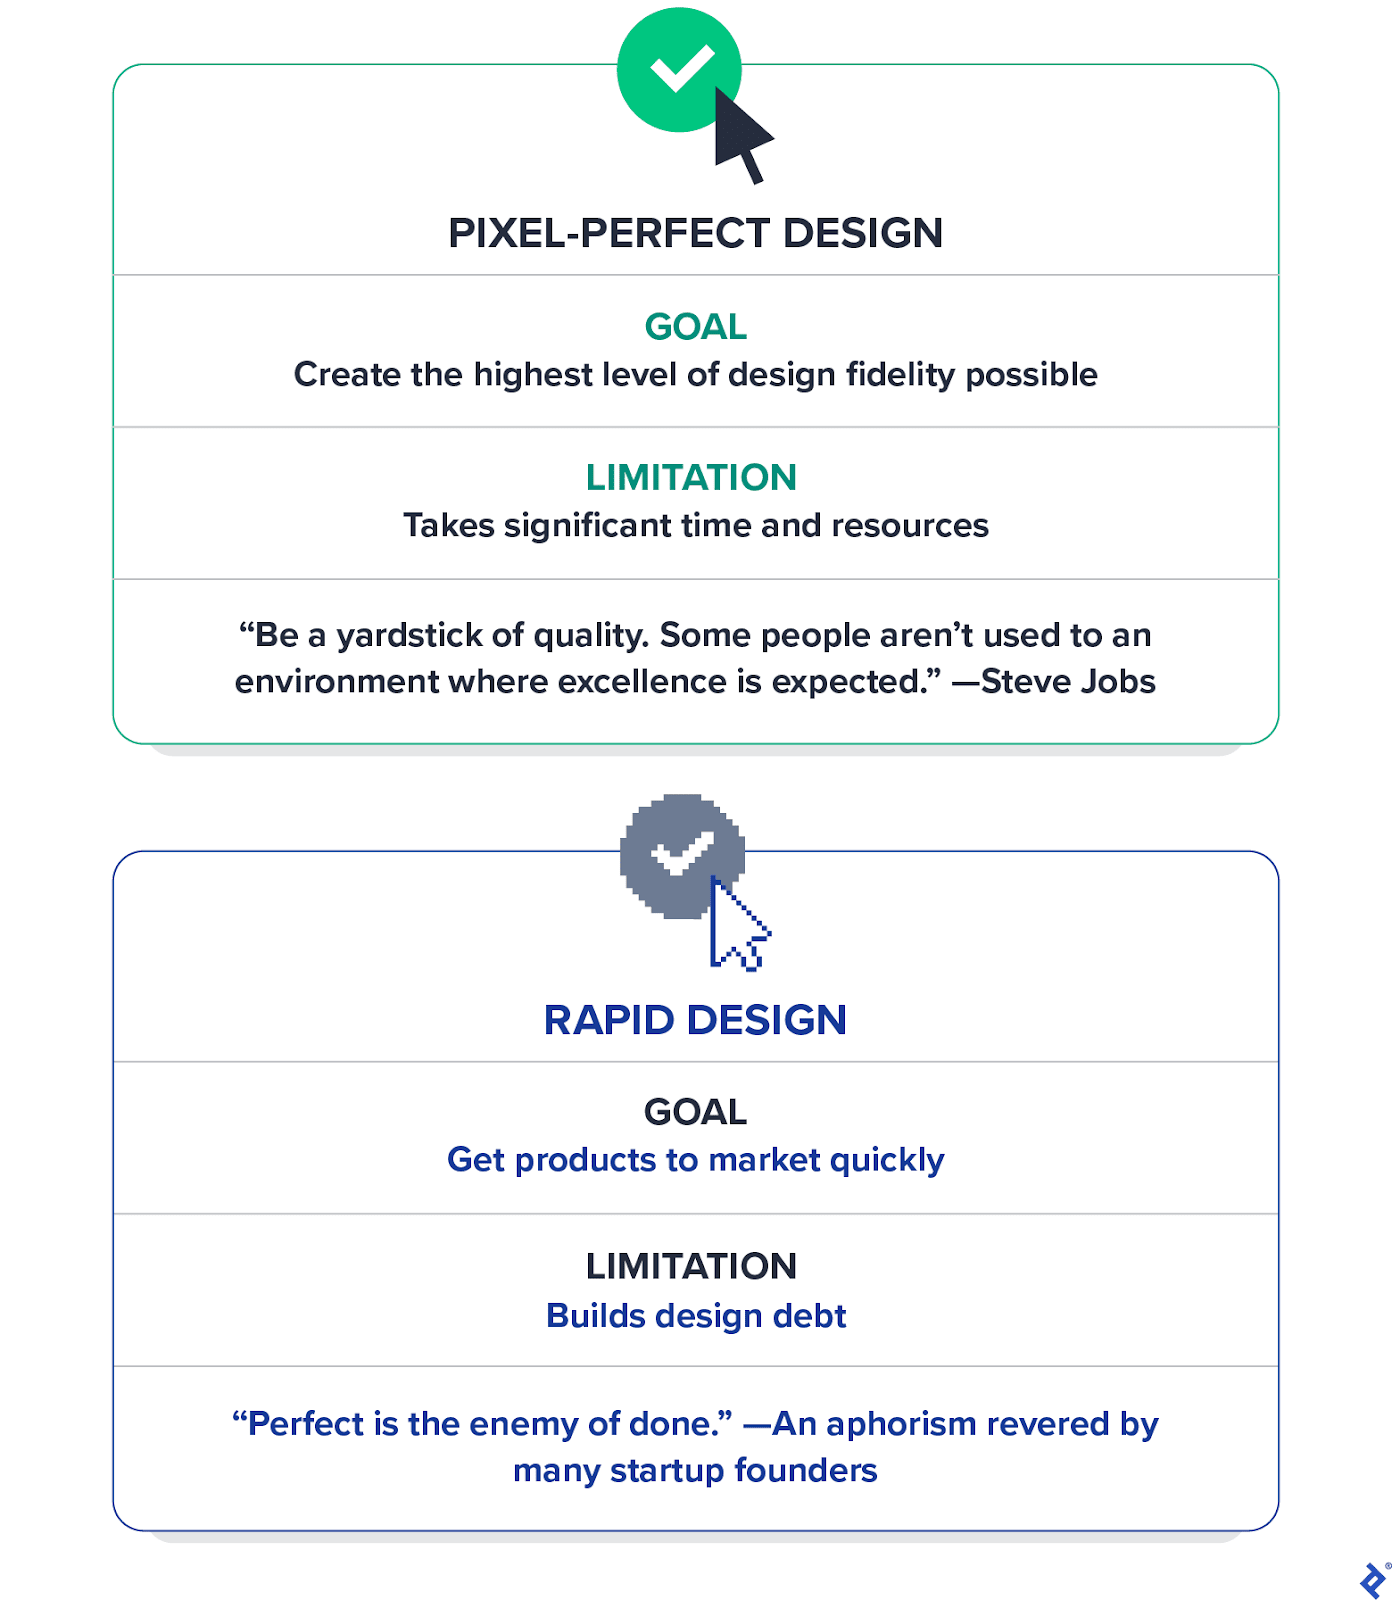 PIXEL-PERFECT DESIGN
GOAL
Create the highest level of design fidelity possible
LIMITATION
Takes significant time and resources
“Be a yardstick of quality. Some people aren’t used to an
environment where excellence is expected.” —Steve Jobs
RAPID DESIGN
GOAL
Get products to market quickly
LIMITATION
Builds design debt
“Perfect is the enemy of done.” —An aphorism revered by
many startup founders
®